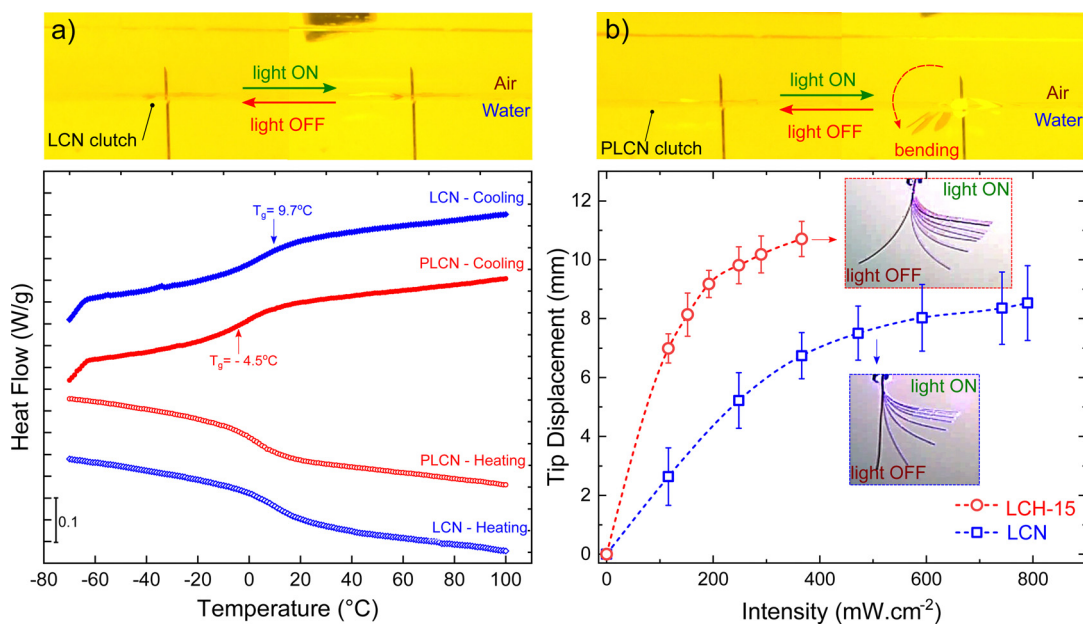 a)
light ON
light OFF
LCN clutch
Air
Water
b)
light ON
light OFF
PLCN clutch
Air
Water
bending
LCN - Cooling
Tg= 9.7ºC
PLCN - Cooling
Tg= - 4.5ºC
PLCN - Heating
LCN - Heating
0.1
Heat Flow (W/g)
-80 -60 -40 -20 0 20 40 60 80 100
Temperature (°C)
12
10
8
6
4
2
0
Tip Displacement (mm)
light ON
light OFF
light ON
light OFF
LCH-15
LCN
0 200 400 600 800
Intensity (mW.cm-2)